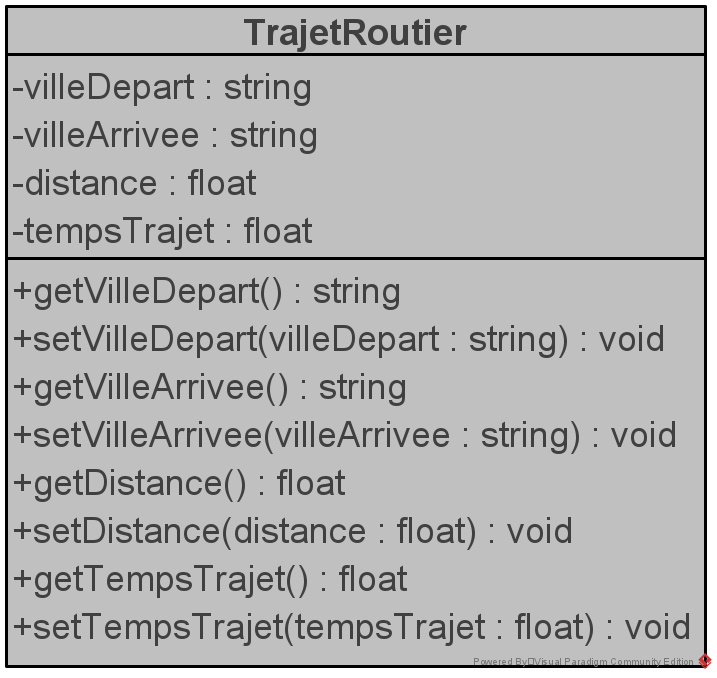 TrajetRoutier
-villeDepart : string
-villeArrivee : string
-distance : float
-tempsTrajet : float
+getVilleDepart() : string
+setVilleDepart(villeDepart : string) : void
+getVilleArrivee() : string
+setVilleArrivee(villeArrivee : string) : void
+getDistance() : float
+setDistance(distance : float) : void
+getTempsTrajet() : float
+setTempsTrajet(tempsTrajet : float) : void
Powered By□Visual Paradigm Community Edition